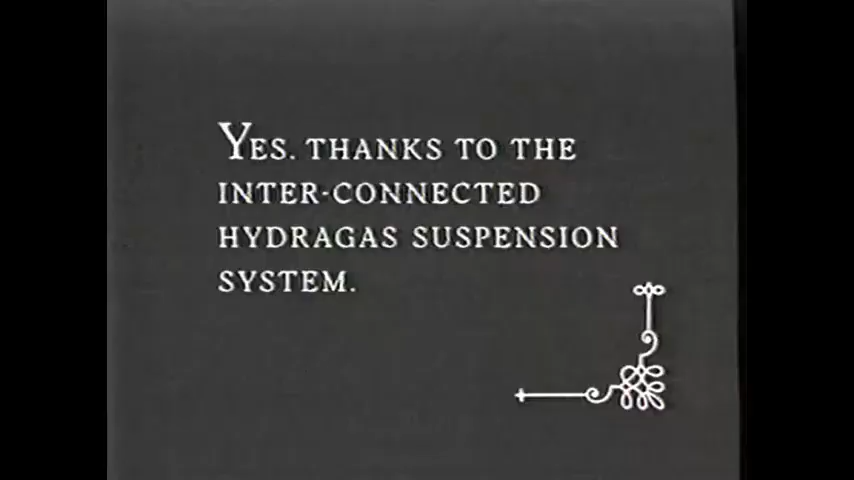 Yes. thanks to the
inter-connected
Hydragas suspension
system.